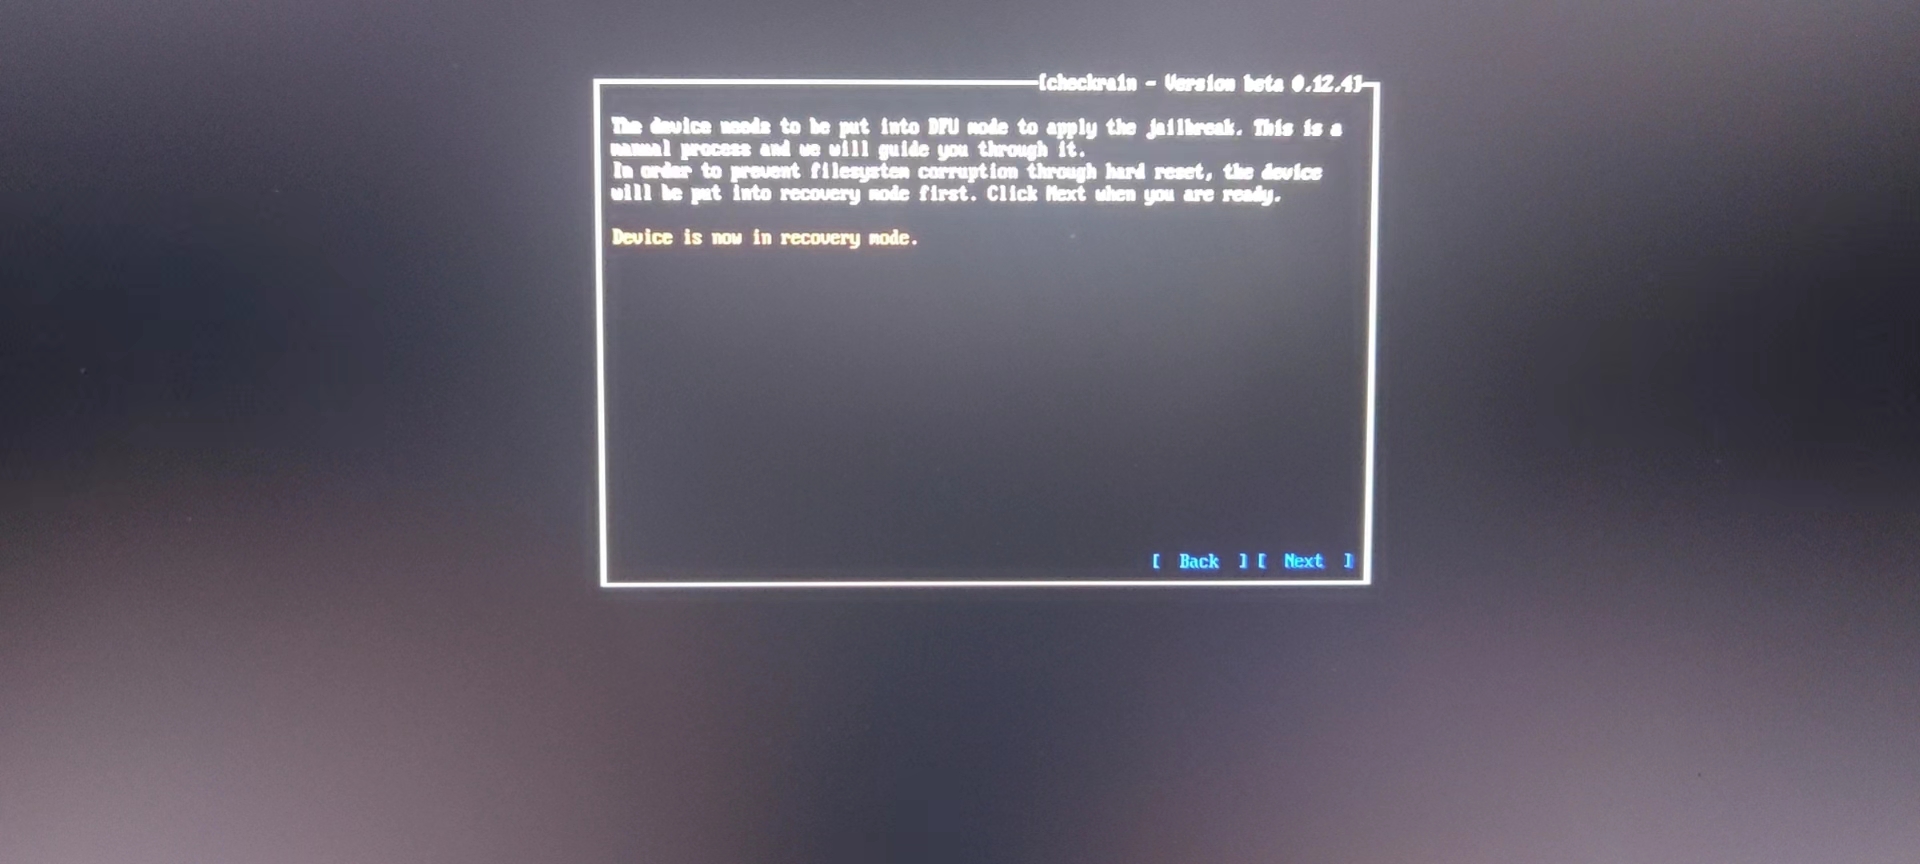 [checkra1n - Version beta 0.12.4]
The device needs to be put into DFU mode to apply the jailbreak. This is a
manual process and we will guide you through it.
In order to prevent filesystem corruption through hard reset, the device
will be put into recovery mode first. Click Next when you are ready.
Device is now in recovery mode.
[ Back ][ Next ]